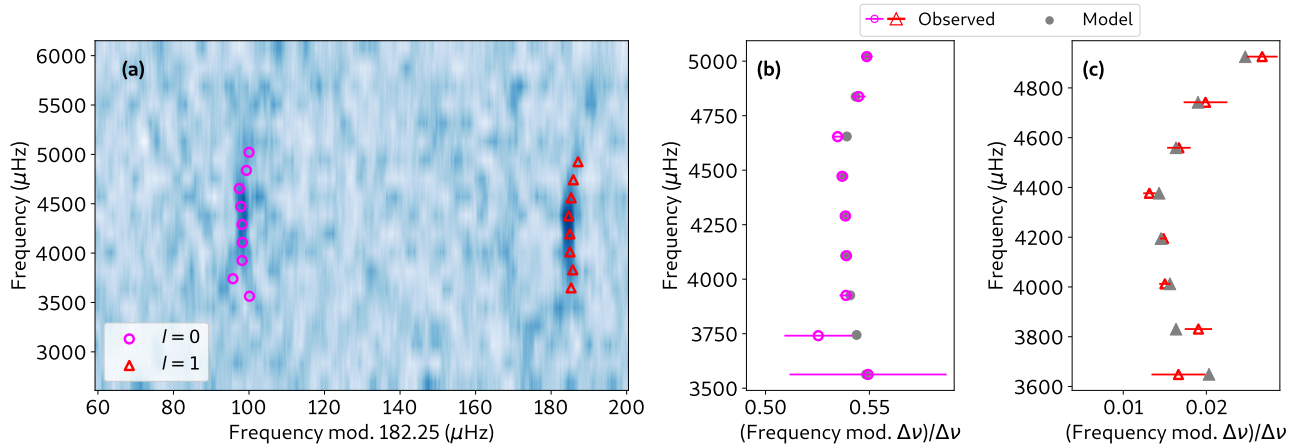 Observed Model
(a)
6000
5500
5000
4500
4000
3500
3000
Frequency (μHz)
l = 0
l = 1
60 80 100 120 140 160 180 200
Frequency mod. 182.25 (μHz)
(b)
5000
4750
4500
4250
4000
3750
3500
Frequency (μHz)
0.50 0.55
(Frequency mod. Δν)/Δν
(c)
4800
4600
4400
4200
4000
3800
3600
Frequency (μHz)
0.01 0.02
(Frequency mod. Δν)/Δν